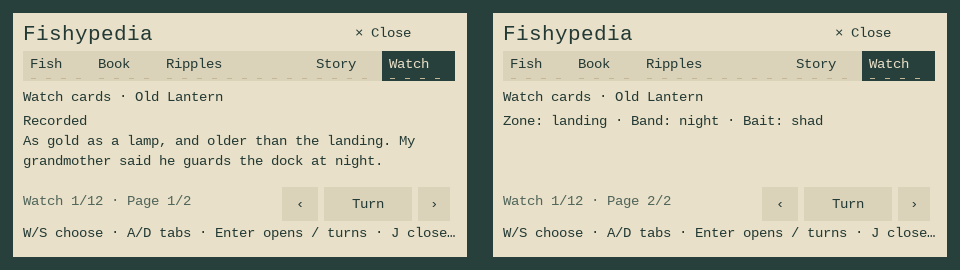 Fishypedia
× Close
Fish Book Ripples Story Watch
Watch cards · Old Lantern
Recorded
As gold as a lamp, and older than the landing. My
grandmother said he guards the dock at night.
Watch 1/12 · Page 1/2
‹ Turn ›
W/S choose · A/D tabs · Enter opens / turns · J close…
Fishypedia
× Close
Fish Book Ripples Story Watch
Watch cards · Old Lantern
Zone: landing · Band: night · Bait: shad
Watch 1/12 · Page 2/2
‹ Turn ›
W/S choose · A/D tabs · Enter opens / turns · J close…